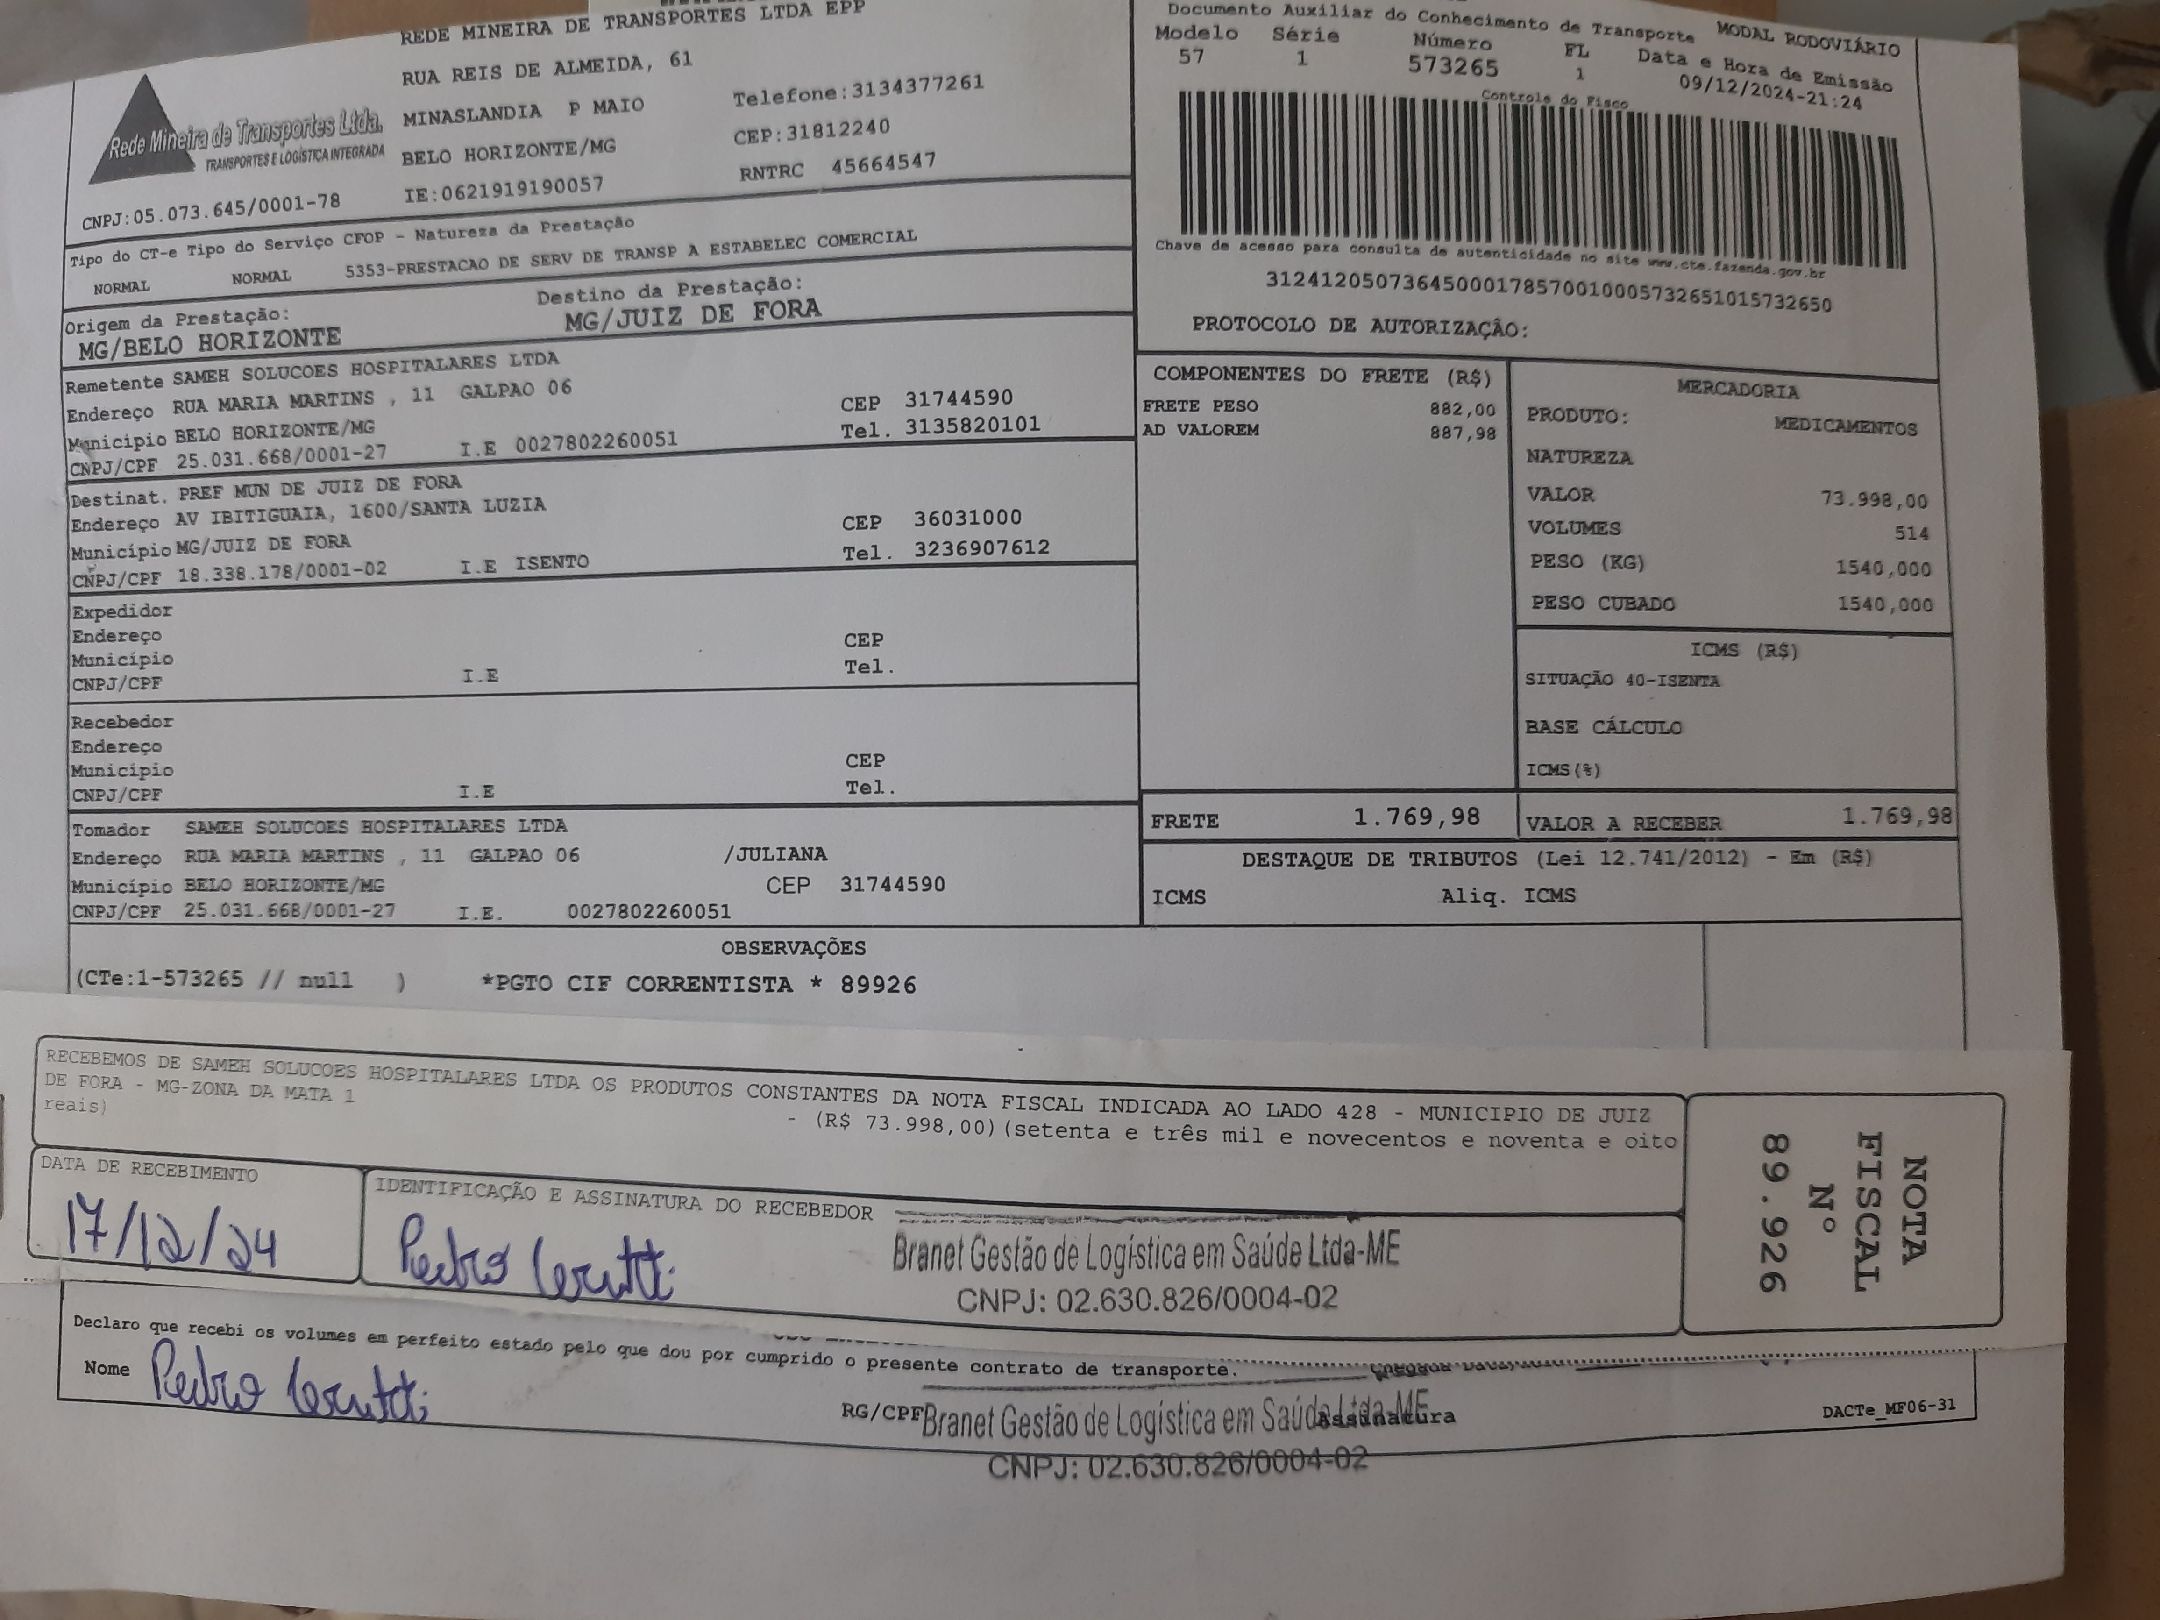 REDE MINEIRA DE TRANSPORTES LTDA EPP
RUA REIS DE ALMEIDA, 61
MINASLANDIA P MAIO Telefone:3134377261
BELO HORIZONTE/MG CEP:31812240
IE:0621919190057 RNTRC 45664547
Rede Mineira de Transportes Ltda.
TRANSPORTES E LOGÍSTICA INTEGRADA
CNPJ:05.073.645/0001-78
Documento Auxiliar do Conhecimento de Transporte MODAL RODOVIÁRIO
Modelo Série Número FL Data e Hora de Emissão
57 1 573265 1 09/12/2024-21:24
Controle do Fisco
Chave de acesso para consulta de autenticidade no site www.cte.fazenda.gov.br
31241205073645000178570010005732651015732650
PROTOCOLO DE AUTORIZAÇÃO:
Tipo do CT-e Tipo do Serviço CFOP - Natureza da Prestação
NORMAL NORMAL 5353-PRESTACAO DE SERV DE TRANSP A ESTABELEC COMERCIAL
Origem da Prestação: Destino da Prestação:
MG/BELO HORIZONTE MG/JUIZ DE FORA
Remetente SAMEH SOLUCOES HOSPITALARES LTDA
Endereço RUA MARIA MARTINS , 11 GALPAO 06 CEP 31744590
Municipio BELO HORIZONTE/MG Tel. 3135820101
CNPJ/CPF 25.031.668/0001-27 I.E 0027802260051
Destinat. PREF MUN DE JUIZ DE FORA
Endereço AV IBITIGUAIA, 1600/SANTA LUZIA CEP 36031000
Município MG/JUIZ DE FORA Tel. 3236907612
CNPJ/CPF 18.338.178/0001-02 I.E ISENTO
Expedidor
Endereço CEP
Município Tel.
CNPJ/CPF I.E
Recebedor
Endereço CEP
Município Tel.
CNPJ/CPF I.E
Tomador SAMEH SOLUCOES HOSPITALARES LTDA
Endereço RUA MARIA MARTINS , 11 GALPAO 06 /JULIANA
Município BELO HORIZONTE/MG CEP 31744590
CNPJ/CPF 25.031.668/0001-27 I.E. 0027802260051
COMPONENTES DO FRETE (R$)
FRETE PESO 882,00
AD VALOREM 887,98
MERCADORIA
PRODUTO: MEDICAMENTOS
NATUREZA
VALOR 73.998,00
VOLUMES 514
PESO (KG) 1540,000
PESO CUBADO 1540,000
ICMS (R$)
SITUAÇÃO 40-ISENTA
BASE CÁLCULO
ICMS(%)
FRETE 1.769,98 VALOR A RECEBER 1.769,98
DESTAQUE DE TRIBUTOS (Lei 12.741/2012) - Em (R$)
ICMS Aliq. ICMS
OBSERVAÇÕES
(CTe:1-573265 // null ) *PGTO CIF CORRENTISTA * 89926
RECEBEMOS DE SAMEH SOLUCOES HOSPITALARES LTDA OS PRODUTOS CONSTANTES DA NOTA FISCAL INDICADA AO LADO 428 - MUNICIPIO DE JUIZ
DE FORA - MG-ZONA DA MATA 1 - (R$ 73.998,00)(setenta e três mil e novecentos e noventa e oito
reais)
DATA DE RECEBIMENTO
17/12/24
IDENTIFICAÇÃO E ASSINATURA DO RECEBEDOR
Pedro Cerutti
Branet Gestão de Logística em Saúde Ltda-ME
CNPJ: 02.630.826/0004-02
NOTA
FISCAL
Nº
89.926
Declaro que recebi os volumes em perfeito estado pelo que dou por cumprido o presente contrato de transporte.
Nome Pedro Cerutti
RG/CPF Assinatura
Branet Gestão de Logística em Saúde Ltda-ME
CNPJ: 02.630.826/0004-02
DACTe_MF06-31